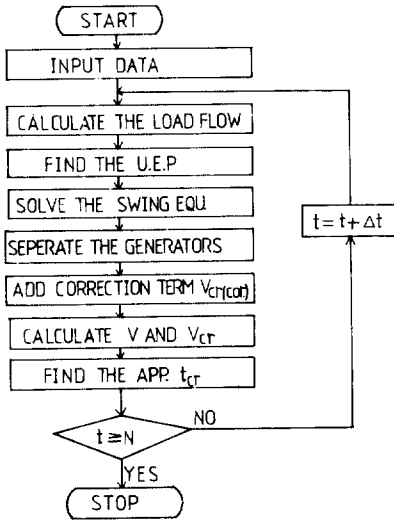 START
INPUT DATA
CALCULATE THE LOAD FLOW
FIND THE U.E.P
SOLVE THE SWING EQU
SEPERATE THE GENERATORS
t = t + Δt
ADD CORRECTION TERM Vcr(cor)
CALCULATE V AND Vcr
FIND THE APP. tcr
t ≥ N
NO
YES
STOP